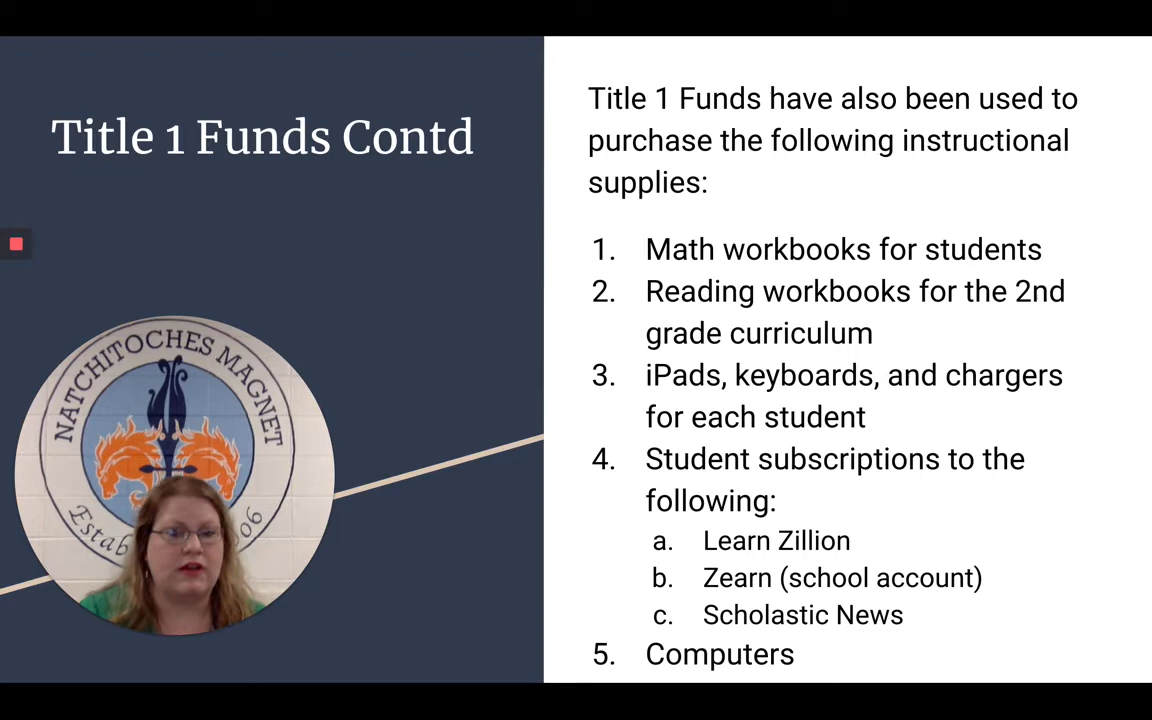 Title 1 Funds Contd
Title 1 Funds have also been used to
purchase the following instructional
supplies:
1. Math workbooks for students
2. Reading workbooks for the 2nd
grade curriculum
3. iPads, keyboards, and chargers
for each student
4. Student subscriptions to the
following:
a. Learn Zillion
b. Zearn (school account)
c. Scholastic News
5. Computers
NATCHITOCHES MAGNET